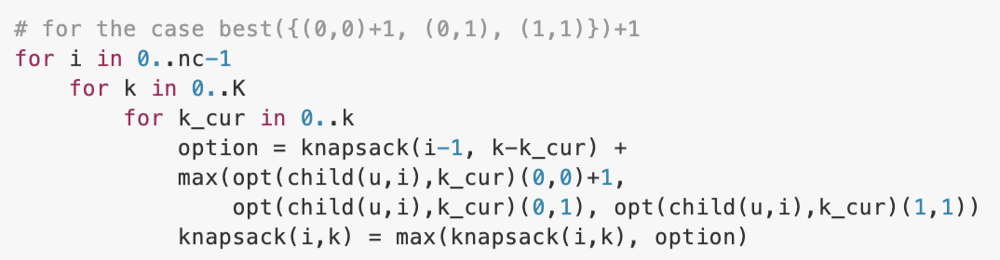 # for the case best({(0,0)+1, (0,1), (1,1)})+1
for i in 0..nc-1
    for k in 0..K
        for k_cur in 0..k
            option = knapsack(i-1, k-k_cur) +
            max(opt(child(u,i),k_cur)(0,0)+1,
                opt(child(u,i),k_cur)(0,1), opt(child(u,i),k_cur)(1,1))
            knapsack(i,k) = max(knapsack(i,k), option)